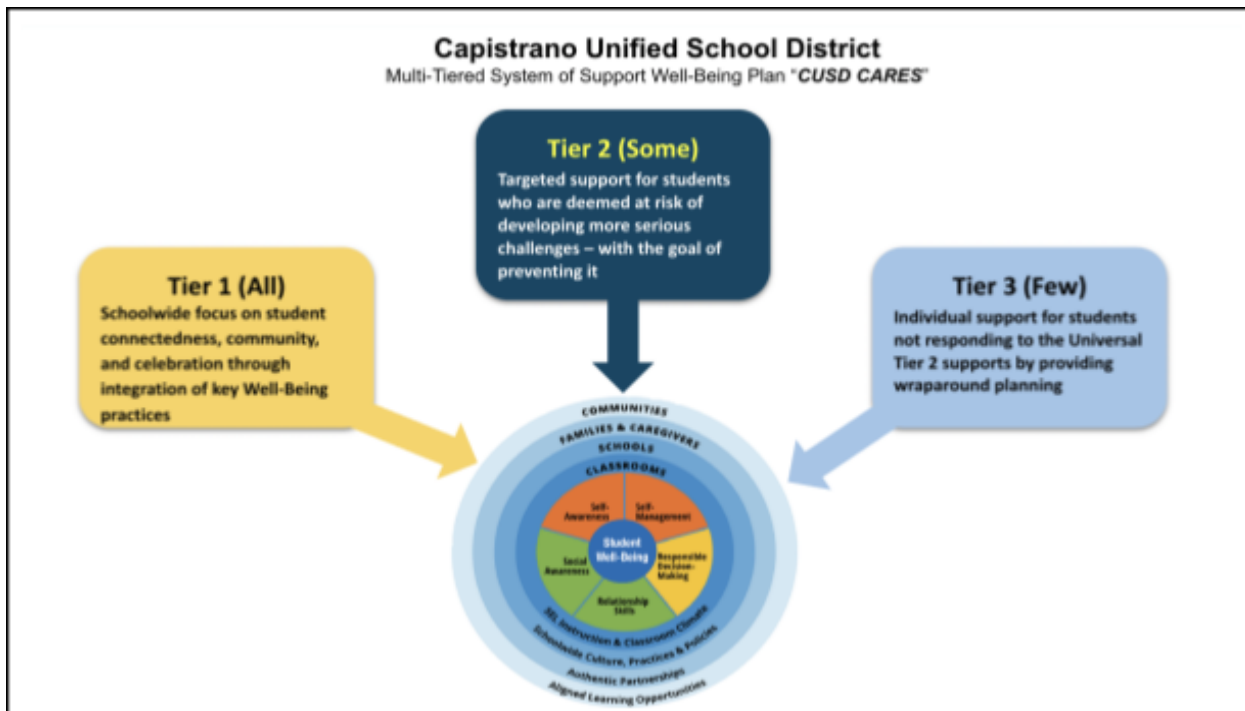 Capistrano Unified School District
Multi-Tiered System of Support Well-Being Plan "CUSD CARES"
Tier 2 (Some)
Targeted support for students
who are deemed at risk of
developing more serious
challenges – with the goal of
preventing it
Tier 1 (All)
Schoolwide focus on student
connectedness, community,
and celebration through
integration of key Well-Being
practices
Tier 3 (Few)
Individual support for students
not responding to the Universal
Tier 2 supports by providing
wraparound planning
COMMUNITIES
FAMILIES & CAREGIVERS
SCHOOLS
CLASSROOMS
Self-
Awareness
Self-
Management
Student
Well-Being
Social
Awareness
Responsible
Decision-
Making
Relationship
Skills
SEL Instruction & Classroom Climate
Schoolwide Culture, Practices & Policies
Authentic Partnerships
Aligned Learning Opportunities